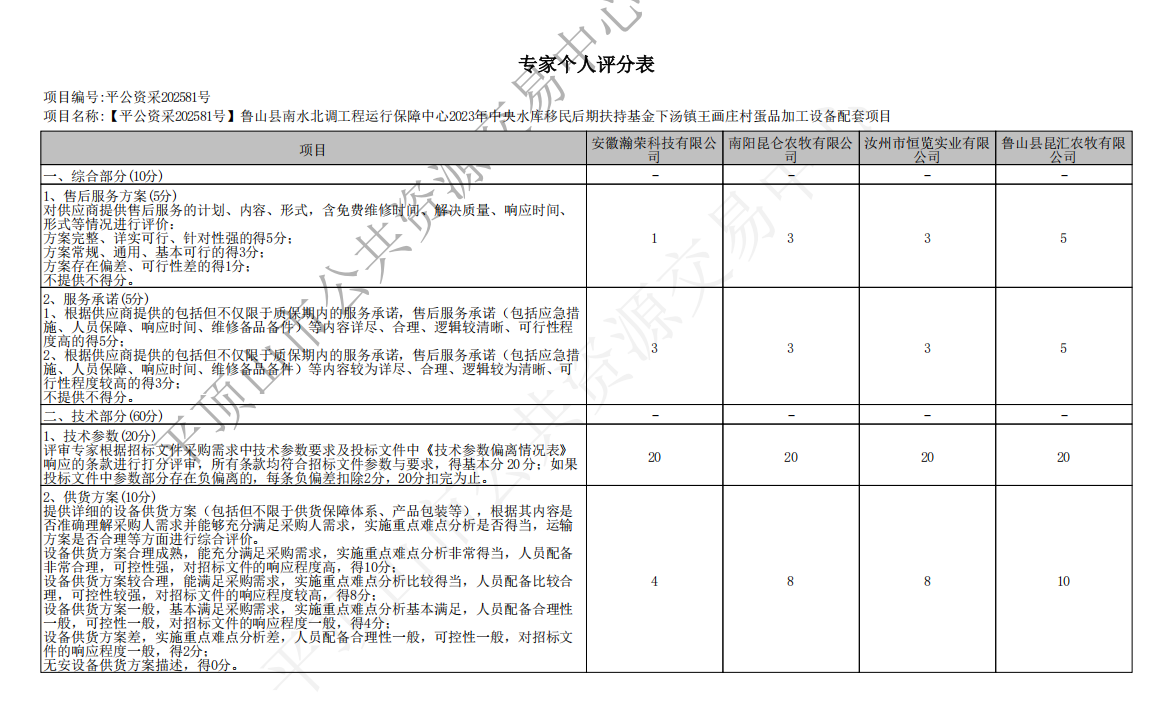 专家个人评分表
项目编号:平公资采202581号
项目名称:【平公资采202581号】鲁山县南水北调工程运行保障中心2023年中央水库移民后期扶持基金下汤镇王画庄村蛋品加工设备配套项目
项目
安徽瀚荣科技有限公
司
南阳昆仑农牧有限公
司
汝州市恒览实业有限
公司
鲁山县昆汇农牧有限
公司
一、综合部分(10分) － － － －
1、售后服务方案(5分)
对供应商提供售后服务的计划、内容、形式，含免费维修时间、解决质量、响应时间、
形式等情况进行评价:
方案完整、详实可行、针对性强的得5分;
方案常规、通用、基本可行的得3分;
方案存在偏差、可行性差的得1分;
不提供不得分。
1 3 3 5
2、服务承诺(5分)
1、根据供应商提供的包括但不仅限于质保期内的服务承诺，售后服务承诺（包括应急措
施、人员保障、响应时间、维修备品备件）等内容详尽、合理、逻辑较清晰、可行性程
度高的得5分;
2、根据供应商提供的包括但不仅限于质保期内的服务承诺，售后服务承诺（包括应急措
施、人员保障、响应时间、维修备品备件）等内容较为详尽、合理、逻辑较为清晰、可
行性程度较高的得3分;
不提供不得分。
3 3 3 5
二、技术部分(60分) － － － －
1、技术参数(20分)
评审专家根据招标文件采购需求中技术参数要求及投标文件中《技术参数偏离情况表》
响应的条款进行打分评审，所有条款均符合招标文件参数与要求，得基本分 20 分; 如果
投标文件中参数部分存在负偏离的，每条负偏差扣除2分，20分扣完为止。
20 20 20 20
2、供货方案(10分)
提供详细的设备供货方案（包括但不限于供货保障体系、产品包装等），根据其内容是
否准确理解采购人需求并能够充分满足采购人需求，实施重点难点分析是否得当，运输
方案是否合理等方面进行综合评价。
设备供货方案合理成熟，能充分满足采购需求，实施重点难点分析非常得当，人员配备
非常合理，可控性强，对招标文件的响应程度高，得10分;
设备供货方案较合理，能满足采购需求，实施重点难点分析比较得当，人员配备比较合
理，可控性较强，对招标文件的响应程度较高，得8分;
设备供货方案一般，基本满足采购需求，实施重点难点分析基本满足，人员配备合理性
一般，可控性一般，对招标文件的响应程度一般，得4分;
设备供货方案差，实施重点难点分析差，人员配备合理性一般，可控性一般，对招标文
件的响应程度一般，得2分;
无安设备供货方案描述，得0分。
4 8 8 10
平顶山市公共资源交易中心
平顶山市公共资源交易中心